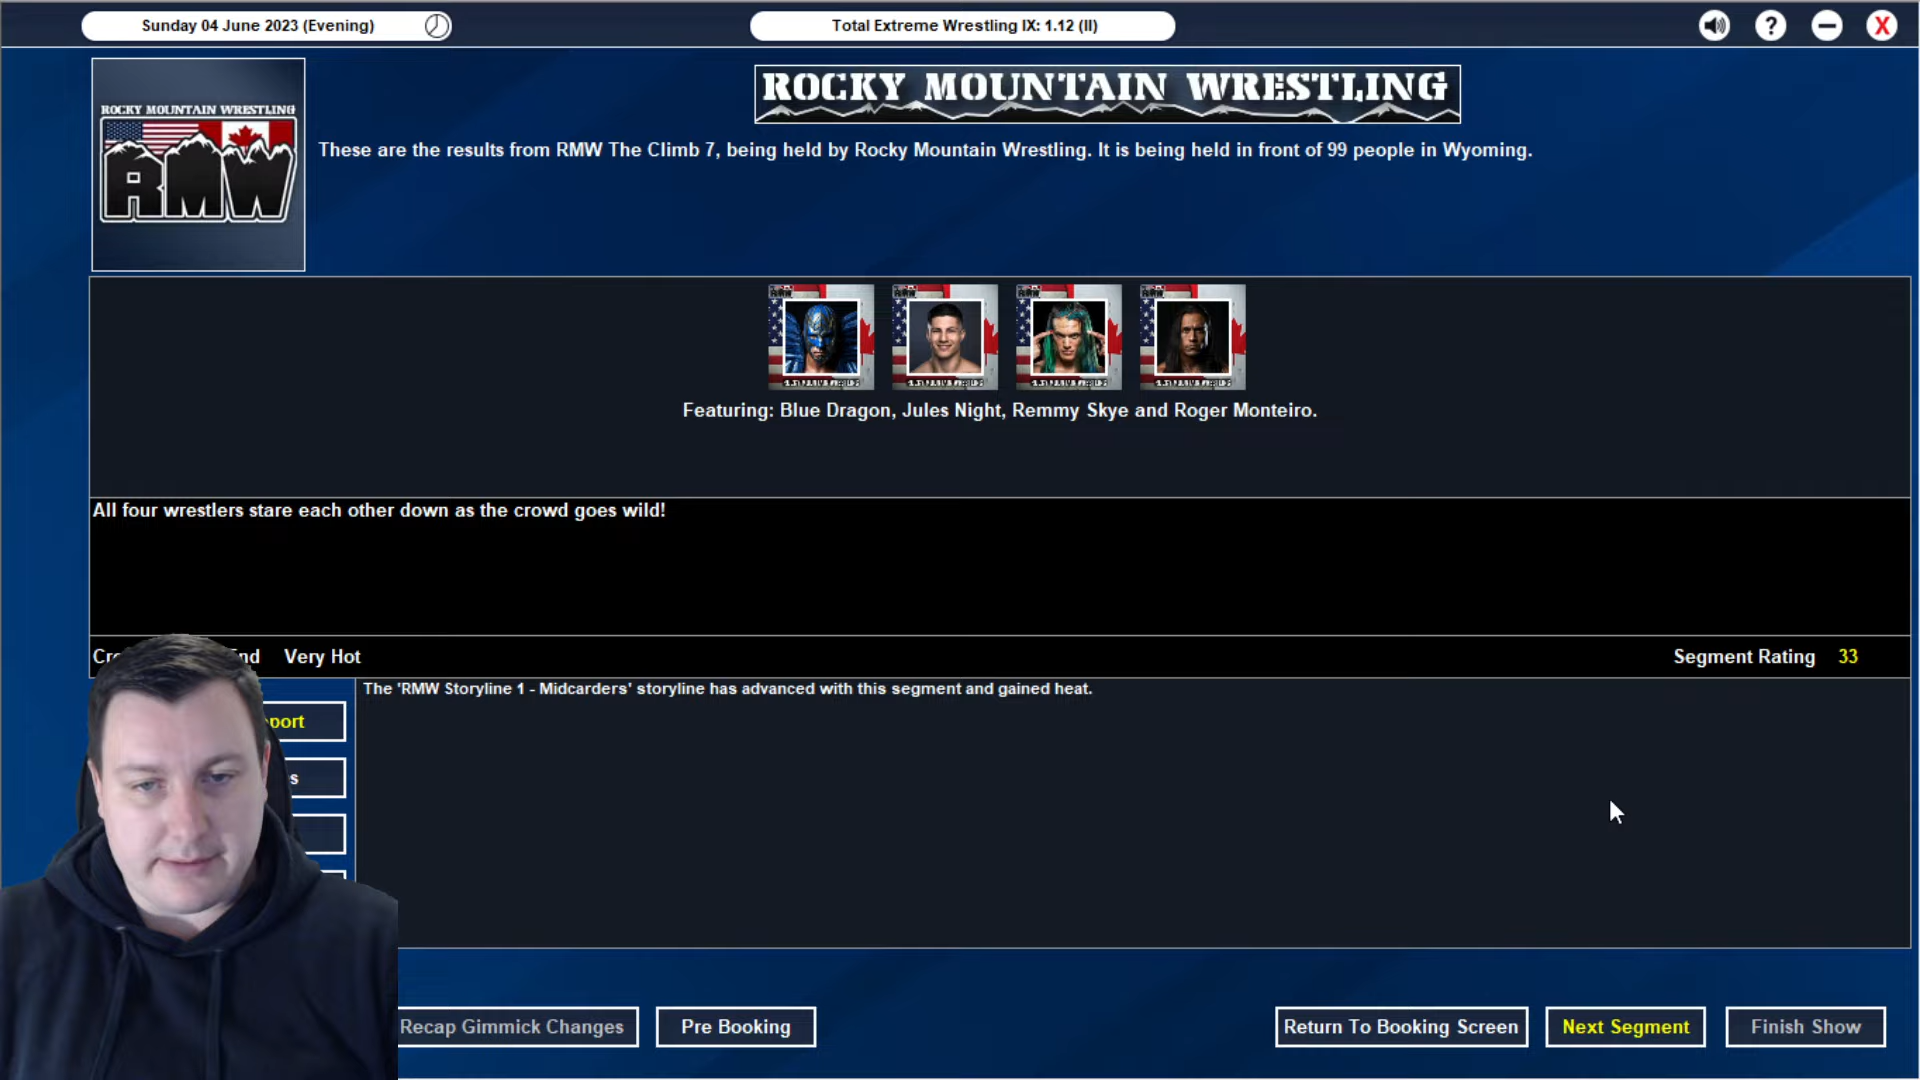 Sunday 04 June 2023 (Evening)
Total Extreme Wrestling IX: 1.12 (II)
?
X
ROCKY MOUNTAIN WRESTLING
RMW
ROCKY MOUNTAIN WRESTLING
These are the results from RMW The Climb 7, being held by Rocky Mountain Wrestling. It is being held in front of 99 people in Wyoming.
Featuring: Blue Dragon, Jules Night, Remmy Skye and Roger Monteiro.
All four wrestlers stare each other down as the crowd goes wild!
Very Hot
Segment Rating 33
The 'RMW Storyline 1 - Midcarders' storyline has advanced with this segment and gained heat.
Recap Gimmick Changes
Pre Booking
Return To Booking Screen
Next Segment
Finish Show